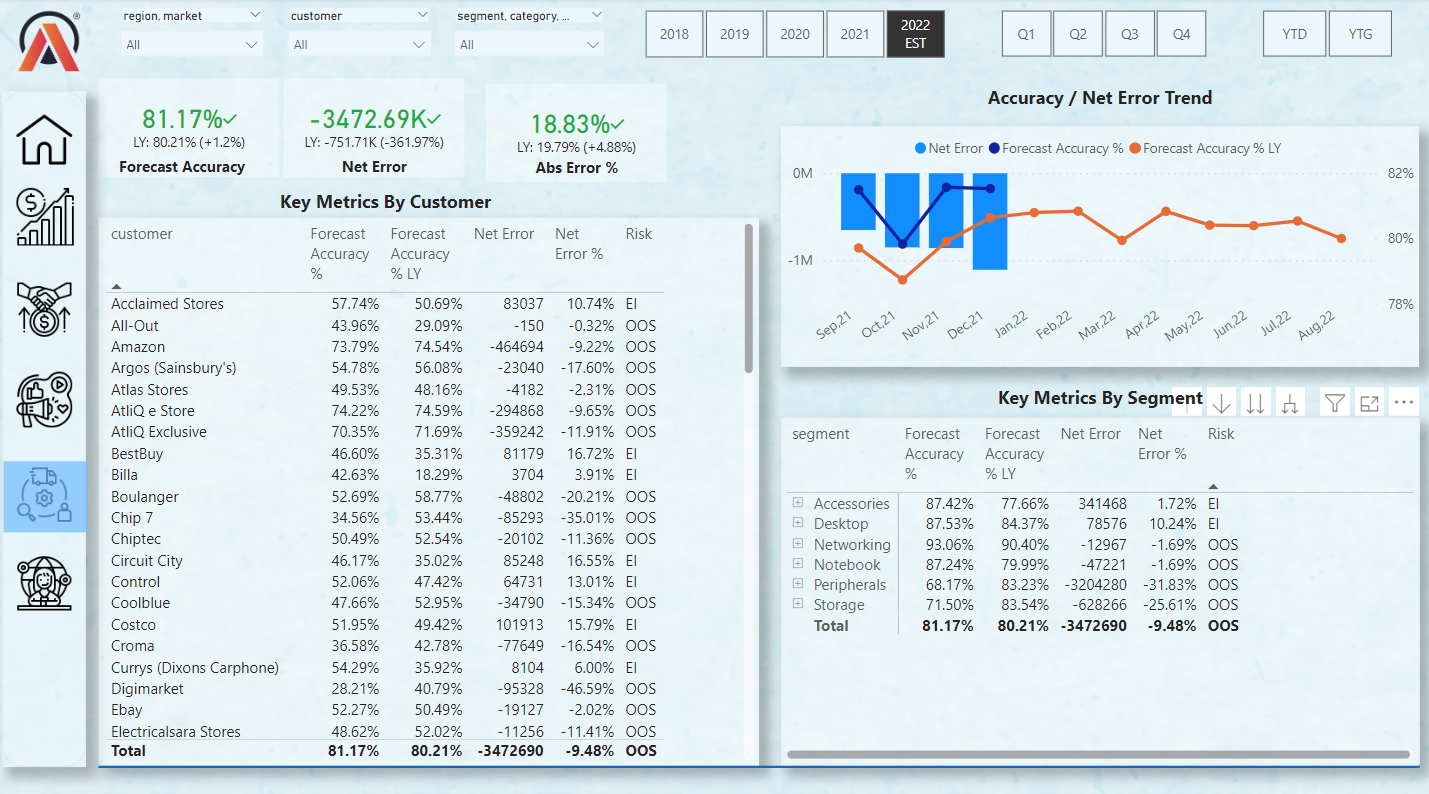 region, market
customer
segment, category, ...
All
All
All
2018
2019
2020
2021
2022
EST
Q1
Q2
Q3
Q4
YTD
YTG
®
81.17%
LY: 80.21% (+1.2%)
Forecast Accuracy
-3472.69K
LY: -751.71K (-361.97%)
Net Error
18.83%
LY: 19.79% (+4.88%)
Abs Error %
Key Metrics By Customer
customer Forecast Accuracy % Forecast Accuracy % LY Net Error Net Error % Risk
Acclaimed Stores 57.74% 50.69% 83037 10.74% EI
All-Out 43.96% 29.09% -150 -0.32% OOS
Amazon 73.79% 74.54% -464694 -9.22% OOS
Argos (Sainsbury's) 54.78% 56.08% -23040 -17.60% OOS
Atlas Stores 49.53% 48.16% -4182 -2.31% OOS
AtliQ e Store 74.22% 74.59% -294868 -9.65% OOS
AtliQ Exclusive 70.35% 71.69% -359242 -11.91% OOS
BestBuy 46.60% 35.31% 81179 16.72% EI
Billa 42.63% 18.29% 3704 3.91% EI
Boulanger 52.69% 58.77% -48802 -20.21% OOS
Chip 7 34.56% 53.44% -85293 -35.01% OOS
Chiptec 50.49% 52.54% -20102 -11.36% OOS
Circuit City 46.17% 35.02% 85248 16.55% EI
Control 52.06% 47.42% 64731 13.01% EI
Coolblue 47.66% 52.95% -34790 -15.34% OOS
Costco 51.95% 49.42% 101913 15.79% EI
Croma 36.58% 42.78% -77649 -16.54% OOS
Currys (Dixons Carphone) 54.29% 35.92% 8104 6.00% EI
Digimarket 28.21% 40.79% -95328 -46.59% OOS
Ebay 52.27% 50.49% -19127 -2.02% OOS
Electricalsara Stores 48.62% 52.02% -11256 -11.41% OOS
Total 81.17% 80.21% -3472690 -9.48% OOS
Accuracy / Net Error Trend
Net Error Forecast Accuracy % Forecast Accuracy % LY
0M
-1M
82%
80%
78%
Sep,21 Oct,21 Nov,21 Dec,21 Jan,22 Feb,22 Mar,22 Apr,22 May,22 Jun,22 Jul,22 Aug,22
Key Metrics By Segment
segment Forecast Accuracy % Forecast Accuracy % LY Net Error Net Error % Risk
Accessories 87.42% 77.66% 341468 1.72% EI
Desktop 87.53% 84.37% 78576 10.24% EI
Networking 93.06% 90.40% -12967 -1.69% OOS
Notebook 87.24% 79.99% -47221 -1.69% OOS
Peripherals 68.17% 83.23% -3204280 -31.83% OOS
Storage 71.50% 83.54% -628266 -25.61% OOS
Total 81.17% 80.21% -3472690 -9.48% OOS